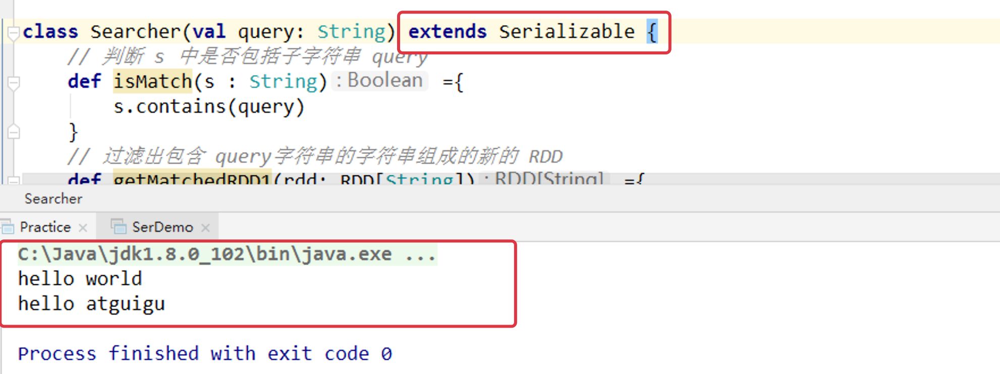 class Searcher(val query: String) extends Serializable {
// 判断 s 中是否包括子字符串 query
def isMatch(s : String) : Boolean ={
s.contains(query)
}
// 过滤出包含 query字符串的字符串组成的新的 RDD
def getMatchedRDD1(rdd: RDD[String]) : RDD[String] ={
Searcher
Practice SerDemo
C:\Java\jdk1.8.0_102\bin\java.exe ...
hello world
hello atguigu
Process finished with exit code 0